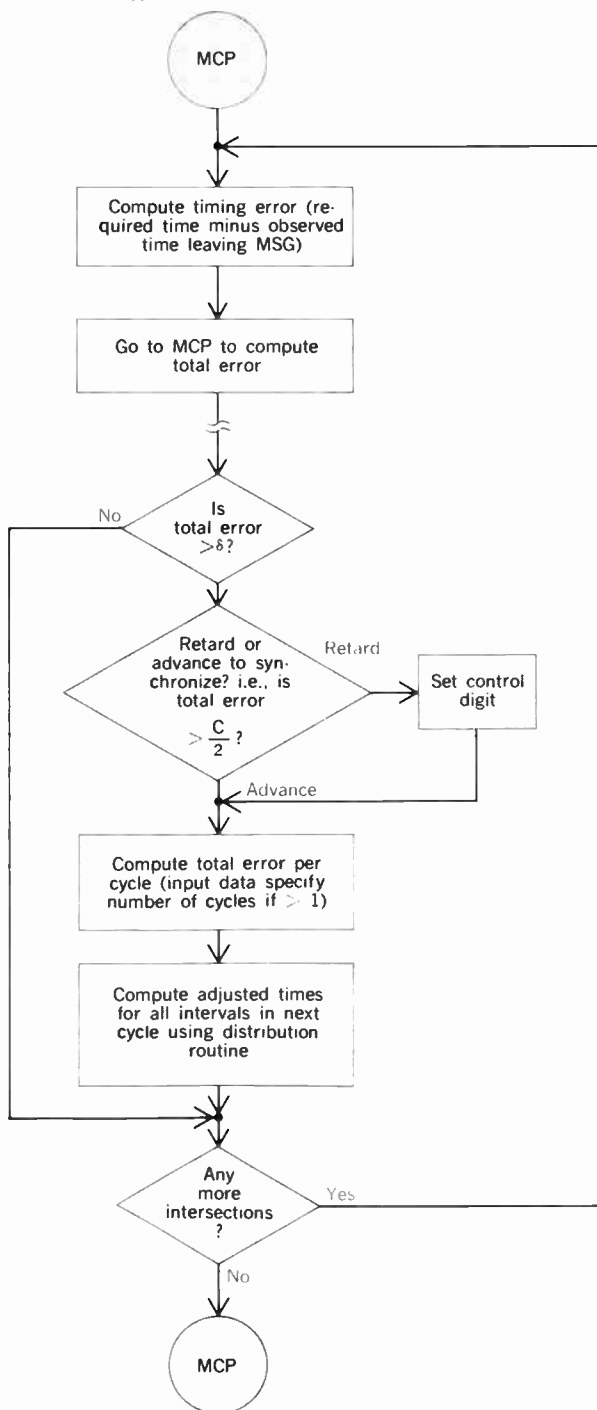 MCP
Compute timing error (re-
quired time minus observed
time leaving MSG)
Go to MCP to compute
total error
No
Is
total error
>δ?
Retard or
advance to syn-
chronize? i.e., is
total error
> C/2 ?
Retard
Set control
digit
Advance
Compute total error per
cycle (input data specify
number of cycles if > 1)
Compute adjusted times
for all intervals in next
cycle using distribution
routine
Any
more
intersections
?
Yes
No
MCP